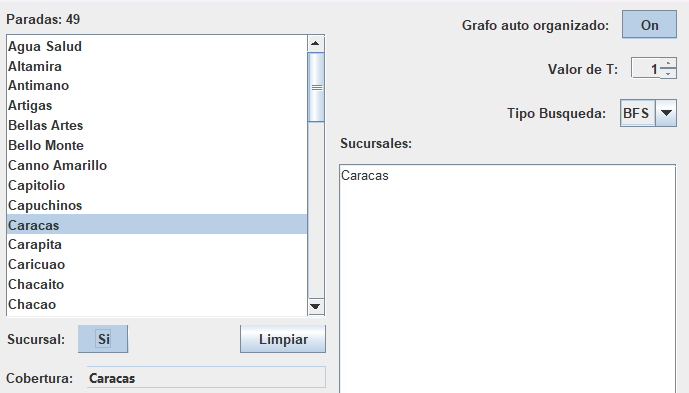 Paradas: 49
Agua Salud
Altamira
Antimano
Artigas
Bellas Artes
Bello Monte
Canno Amarillo
Capitolio
Capuchinos
Caracas
Carapita
Caricuao
Chacaito
Chacao
Sucursal: Si Limpiar
Cobertura: Caracas
Grafo auto organizado: On
Valor de T: 1
Tipo Busqueda: BFS
Sucursales:
Caracas